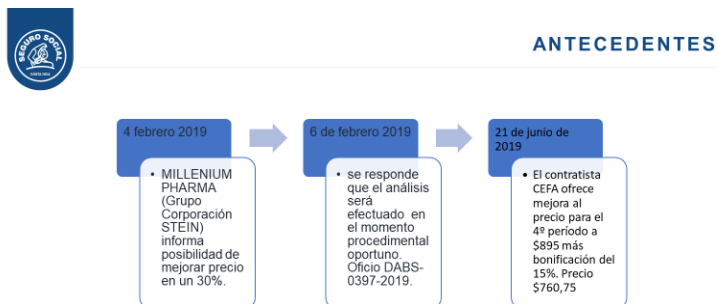 SEGURO SOCIAL
COSTA RICA
ANTECEDENTES
4 febrero 2019
• MILLENIUM
PHARMA
(Grupo
Corporación
STEIN)
informa
posibilidad de
mejorar precio
en un 30%.
6 de febrero 2019
• se responde
que el análisis
será
efectuado en
el momento
procedimental
oportuno.
Oficio DABS-
0397-2019.
21 de junio de
2019
• El contratista
CEFA ofrece
mejora al
precio para el
4º período a
$895 más
bonificación del
15%. Precio
$760,75